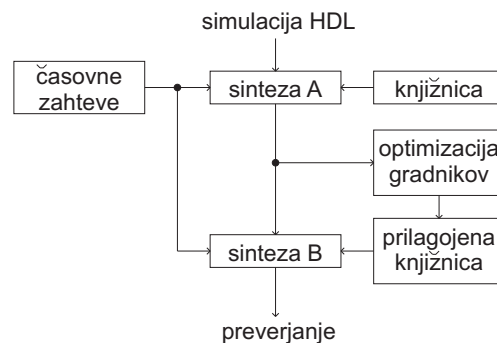 simulacija HDL
časovne
zahteve
sinteza A
knjižnica
optimizacija
gradnikov
sinteza B
prilagojena
knjižnica
preverjanje